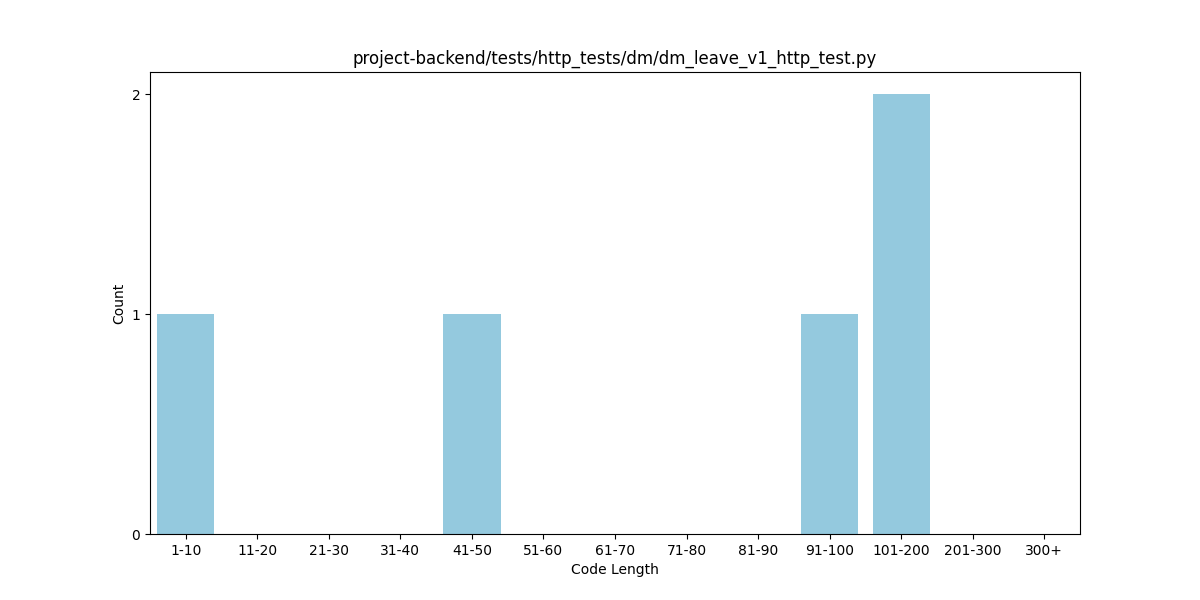 project-backend/tests/http_tests/dm/dm_leave_v1_http_test.py
2
1
0
Count
1-10 11-20 21-30 31-40 41-50 51-60 61-70 71-80 81-90 91-100 101-200 201-300 300+
Code Length